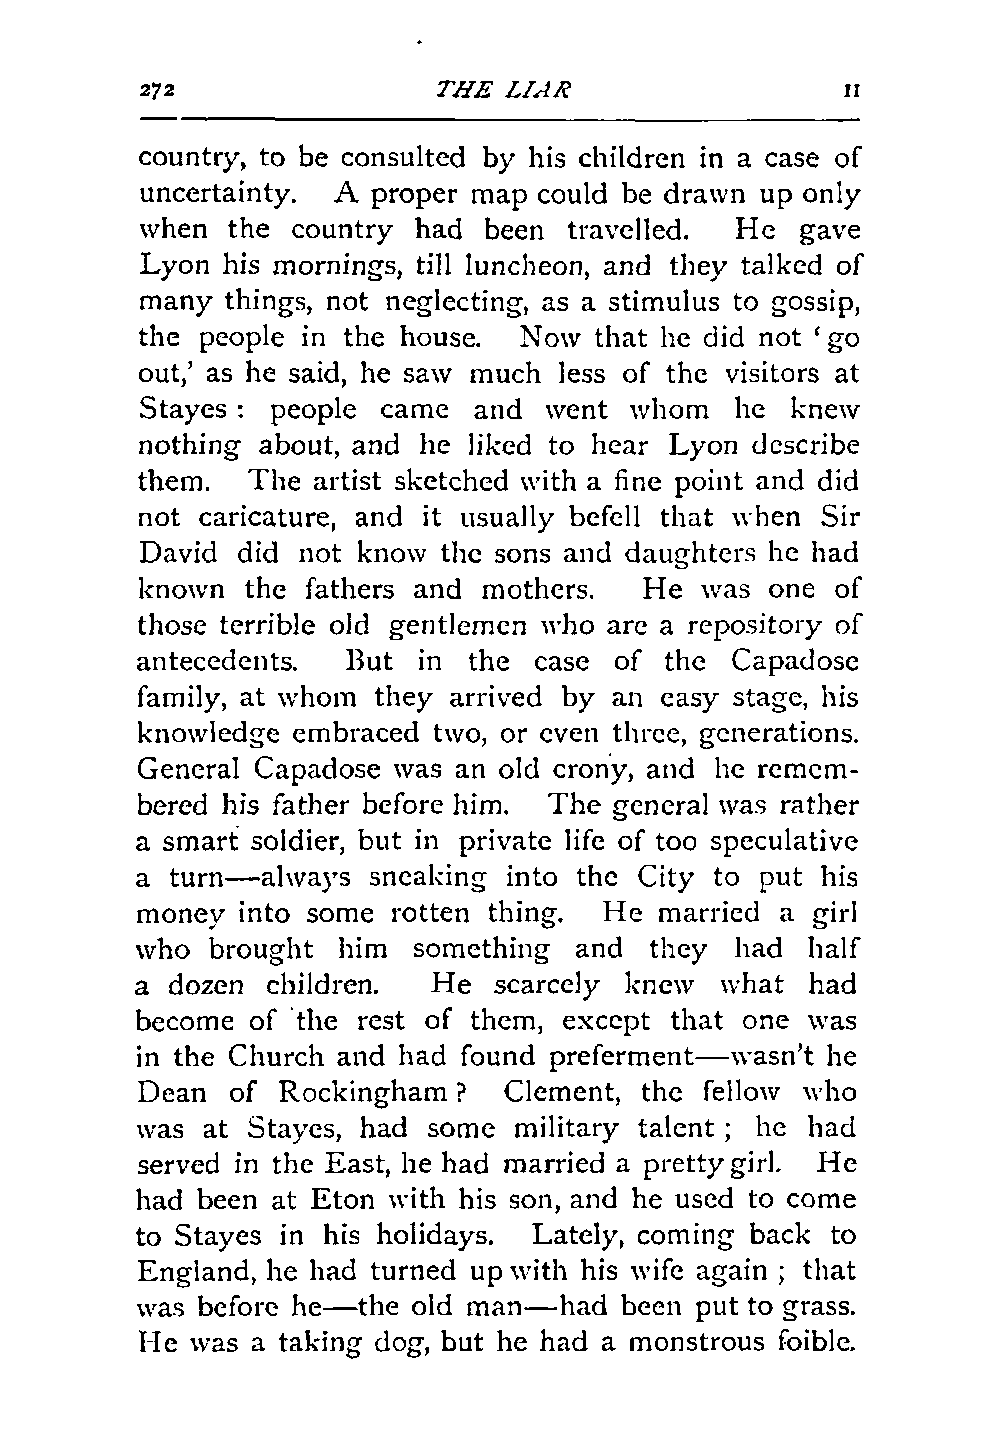 272 THE LIAR II
country, to be consulted by his children in a case of
uncertainty. A proper map could be drawn up only
when the country had been travelled. He gave
Lyon his mornings, till luncheon, and they talked of
many things, not neglecting, as a stimulus to gossip,
the people in the house. Now that he did not ‘go
out,’ as he said, he saw much less of the visitors at
Stayes : people came and went whom he knew
nothing about, and he liked to hear Lyon describe
them. The artist sketched with a fine point and did
not caricature, and it usually befell that when Sir
David did not know the sons and daughters he had
known the fathers and mothers. He was one of
those terrible old gentlemen who are a repository of
antecedents. But in the case of the Capadose
family, at whom they arrived by an easy stage, his
knowledge embraced two, or even three, generations.
General Capadose was an old crony, and he remem-
bered his father before him. The general was rather
a smart soldier, but in private life of too speculative
a turn—always sneaking into the City to put his
money into some rotten thing. He married a girl
who brought him something and they had half
a dozen children. He scarcely knew what had
become of the rest of them, except that one was
in the Church and had found preferment—wasn't he
Dean of Rockingham ? Clement, the fellow who
was at Stayes, had some military talent ; he had
served in the East, he had married a pretty girl. He
had been at Eton with his son, and he used to come
to Stayes in his holidays. Lately, coming back to
England, he had turned up with his wife again ; that
was before he—the old man—had been put to grass.
He was a taking dog, but he had a monstrous foible.